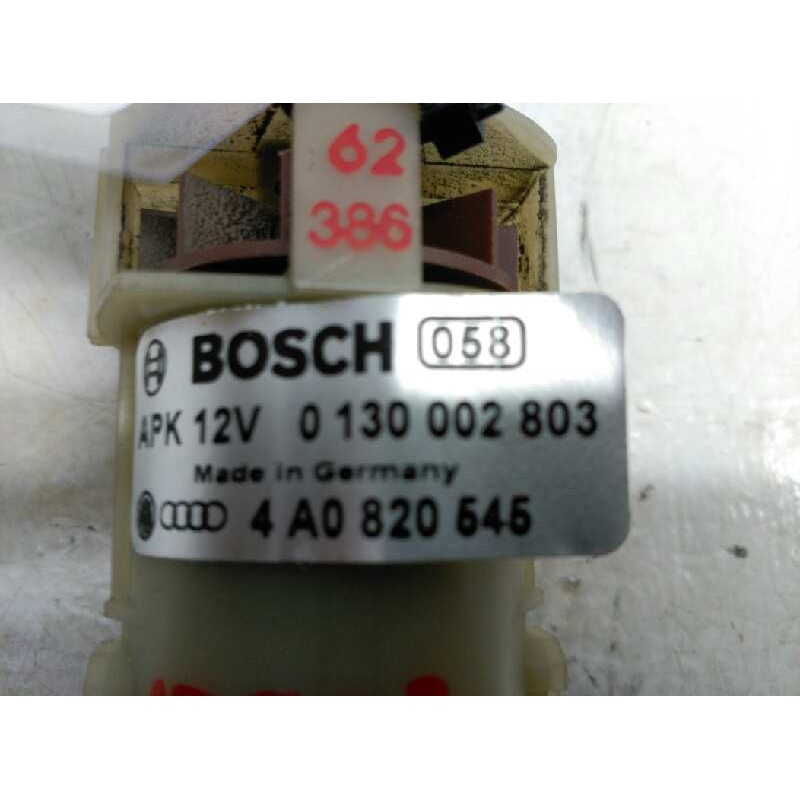 62
386
BOSCH 058
APK 12V 0 130 002 803
Made in Germany
4 A0 820 545